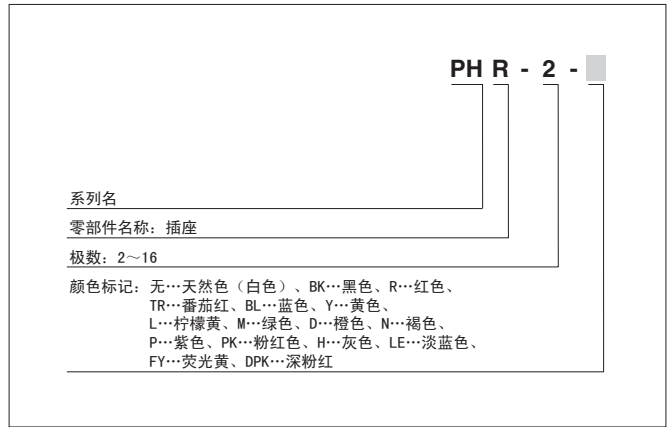 PH R - 2 -
系列名
零部件名称：插座
极数：2～16
颜色标记：无…天然色（白色）、BK…黑色、R…红色、
TR…番茄红、BL…蓝色、Y…黄色、
L…柠檬黄、M…绿色、D…橙色、N…褐色、
P…紫色、PK…粉红色、H…灰色、LE…淡蓝色、
FY…荧光黄、DPK…深粉红